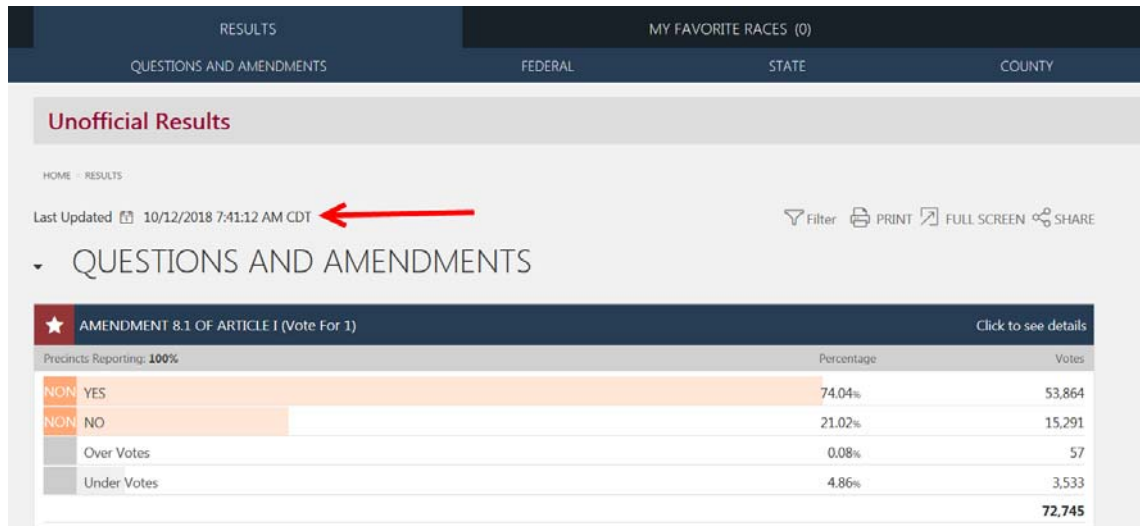 RESULTS MY FAVORITE RACES (0)
QUESTIONS AND AMENDMENTS FEDERAL STATE COUNTY
Unofficial Results
HOME RESULTS
Last Updated 10/12/2018 7:41:12 AM CDT Filter PRINT FULL SCREEN SHARE
QUESTIONS AND AMENDMENTS
AMENDMENT 8.1 OF ARTICLE I (Vote For 1) Click to see details
Precincts Reporting: 100% Percentage Votes
NON YES 74.04% 53,864
NON NO 21.02% 15,291
Over Votes 0.08% 57
Under Votes 4.86% 3,533
72,745